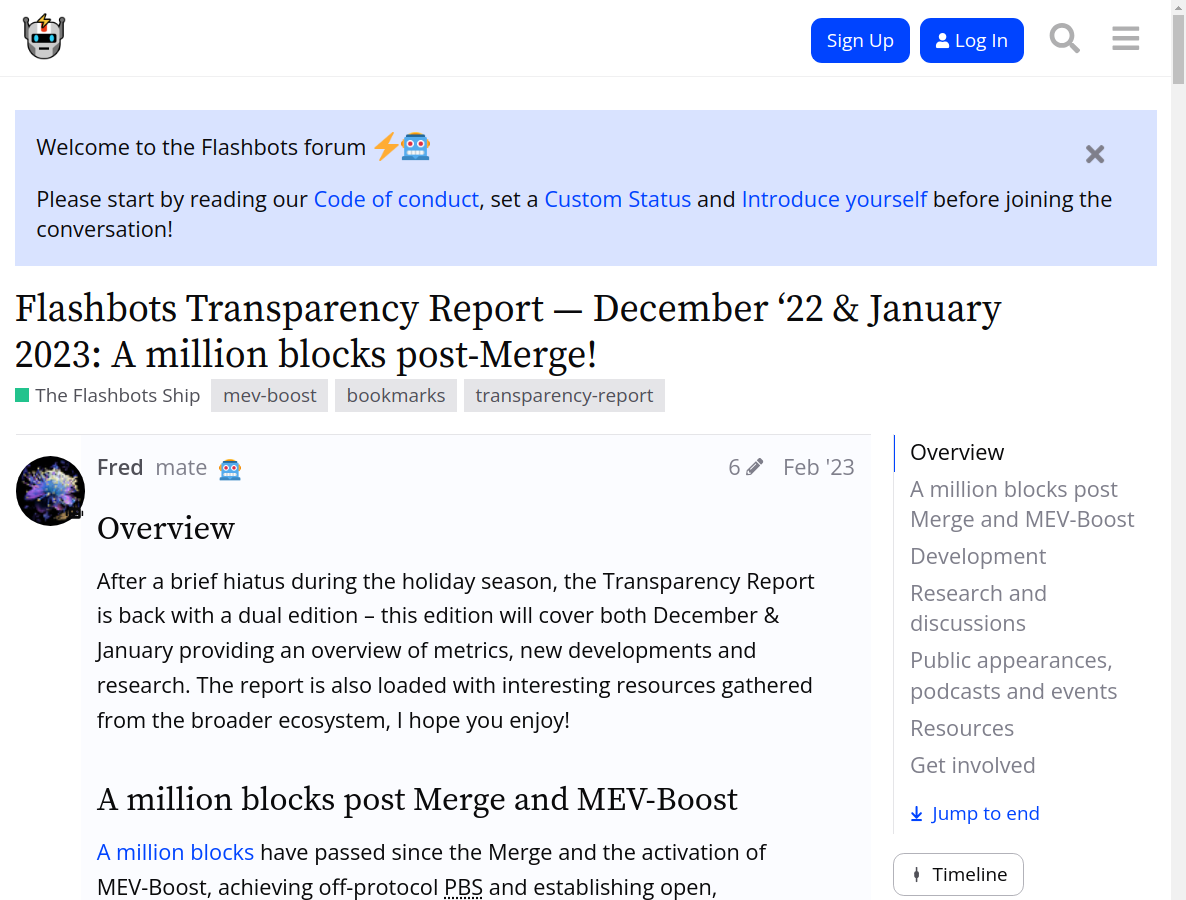 Sign Up
Log In
Welcome to the Flashbots forum
Please start by reading our Code of conduct, set a Custom Status and Introduce yourself before joining the
conversation!
Flashbots Transparency Report — December ‘22 & January
2023: A million blocks post-Merge!
The Flashbots Ship mev-boost bookmarks transparency-report
Fred mate 6 Feb '23
Overview
After a brief hiatus during the holiday season, the Transparency Report
is back with a dual edition – this edition will cover both December &
January providing an overview of metrics, new developments and
research. The report is also loaded with interesting resources gathered
from the broader ecosystem, I hope you enjoy!
A million blocks post Merge and MEV-Boost
A million blocks have passed since the Merge and the activation of
MEV-Boost, achieving off-protocol PBS and establishing open,
Overview
A million blocks post
Merge and MEV-Boost
Development
Research and
discussions
Public appearances,
podcasts and events
Resources
Get involved
Jump to end
Timeline